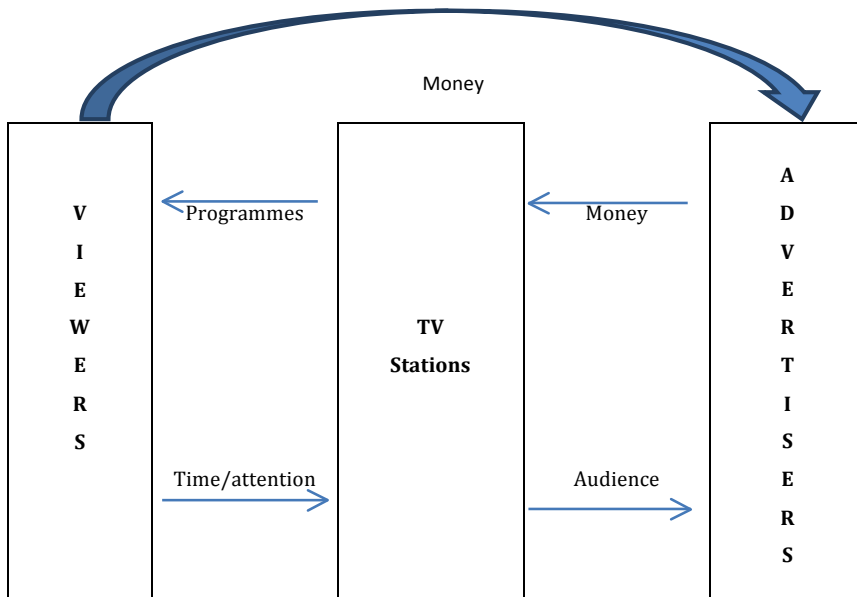 Money
Programmes
Money
V
I
E
W
E
R
S
TV
Stations
A
D
V
E
R
T
I
S
E
R
S
Time/attention
Audience